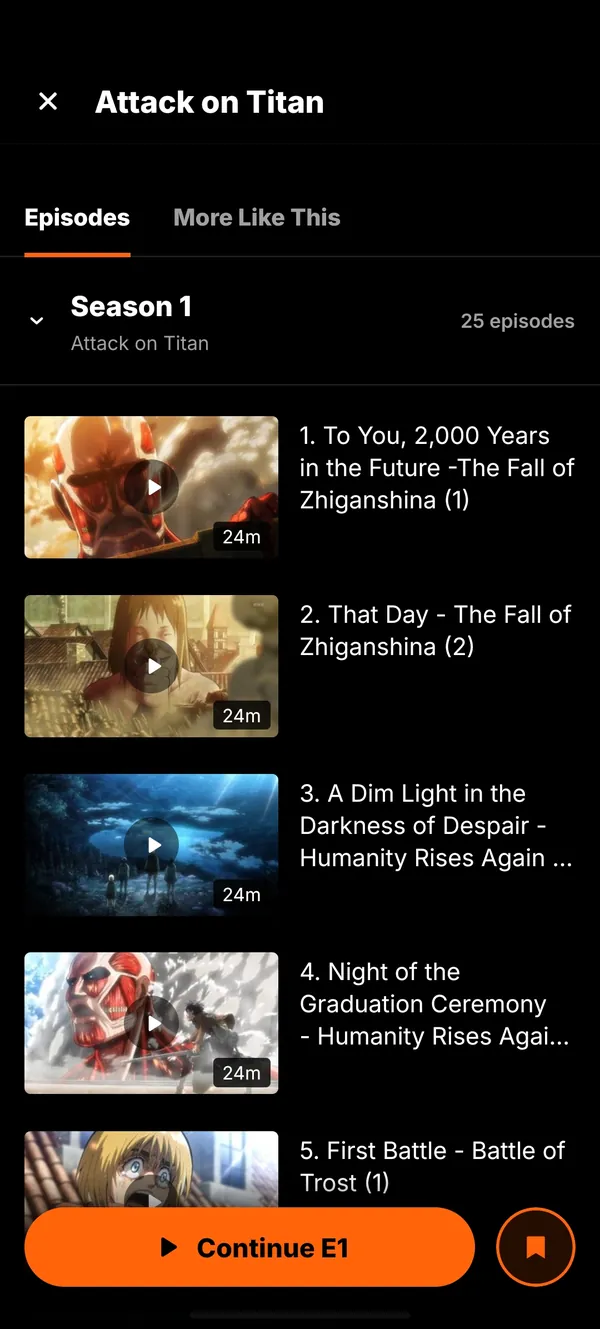 Attack on Titan
Episodes
More Like This
Season 1
Attack on Titan
25 episodes
24m
1. To You, 2,000 Years
in the Future -The Fall of
Zhiganshina (1)
24m
2. That Day - The Fall of
Zhiganshina (2)
24m
3. A Dim Light in the
Darkness of Despair -
Humanity Rises Again ...
24m
4. Night of the
Graduation Ceremony
- Humanity Rises Agai...
5. First Battle - Battle of
Trost (1)
Continue E1